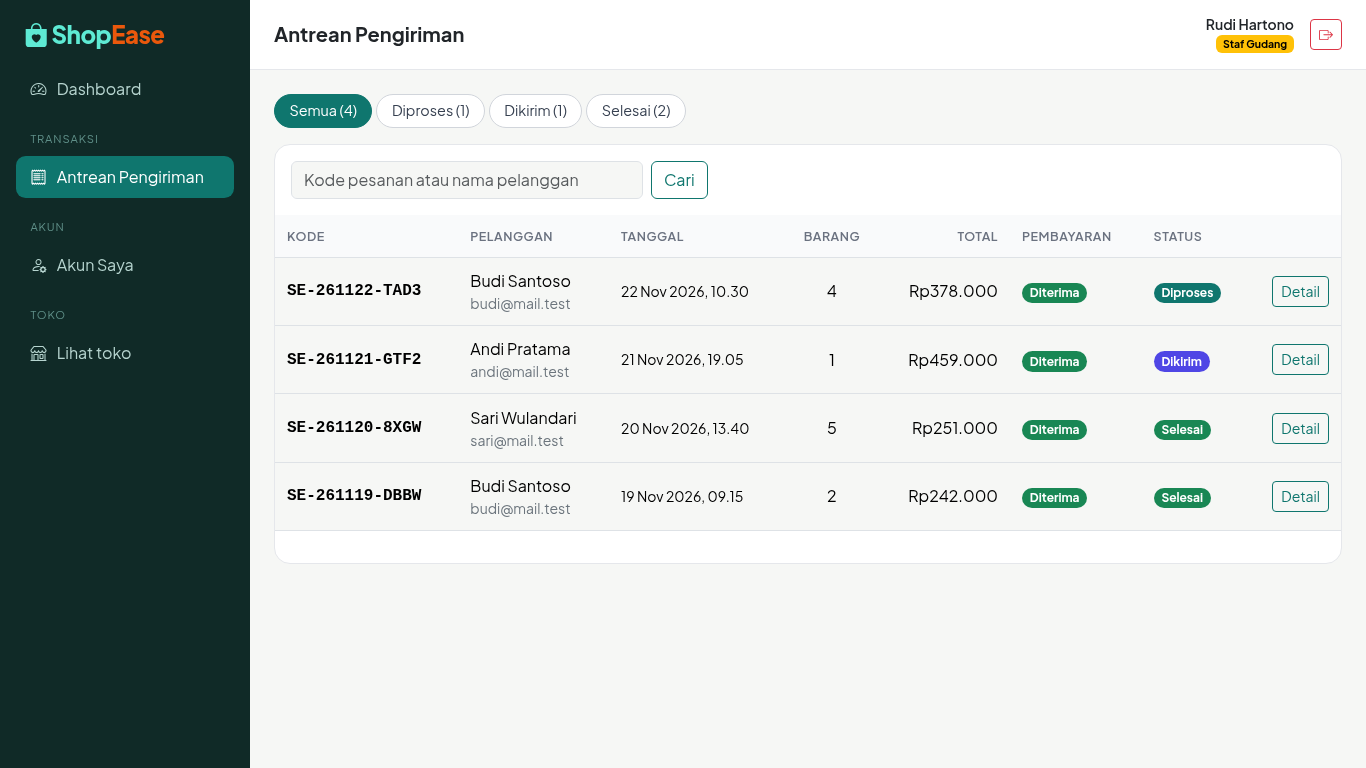 ShopEase
Dashboard
TRANSAKSI
Antrean Pengiriman
AKUN
Akun Saya
TOKO
Lihat toko
Antrean Pengiriman
Rudi Hartono
Staf Gudang
Semua (4) Diproses (1) Dikirim (1) Selesai (2)
Kode pesanan atau nama pelanggan Cari
KODE PELANGGAN TANGGAL BARANG TOTAL PEMBAYARAN STATUS
SE-261122-TAD3 Budi Santoso 22 Nov 2026, 10.30 4 Rp378.000 Diterima Diproses Detail
budi@mail.test
SE-261121-GTF2 Andi Pratama 21 Nov 2026, 19.05 1 Rp459.000 Diterima Dikirim Detail
andi@mail.test
SE-261120-8XGW Sari Wulandari 20 Nov 2026, 13.40 5 Rp251.000 Diterima Selesai Detail
sari@mail.test
SE-261119-DBBW Budi Santoso 19 Nov 2026, 09.15 2 Rp242.000 Diterima Selesai Detail
budi@mail.test